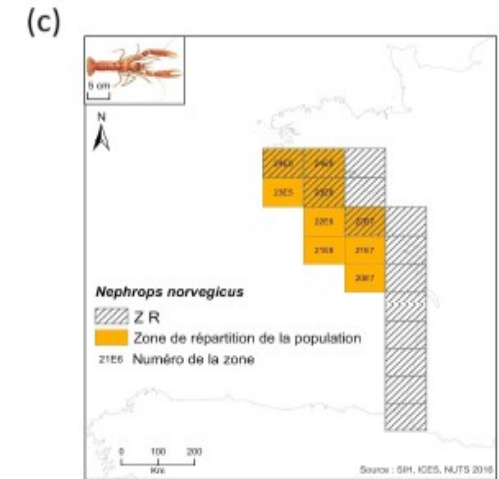 (c)
5 cm
N
23E5
22E6
22E7
21E6
21E7
20E7
Nephrops norvegicus
Z R
Zone de répartition de la population
21E6 Numéro de la zone
0 100 200
Km
Source : SIH, ICES, NUTS 2016